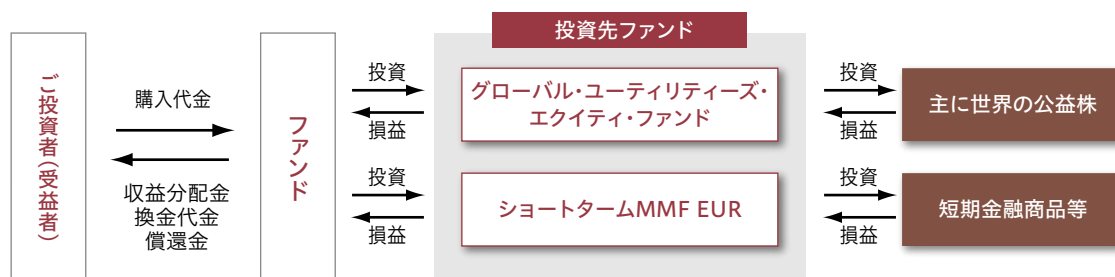 投資先ファンド
ご投資者(受益者)
購入代金
収益分配金
換金代金
償還金
ファンド
投資
損益
グローバル・ユーティリティーズ・
エクイティ・ファンド
投資
損益
主に世界の公益株
投資
損益
ショートタームMMF EUR
投資
損益
短期金融商品等